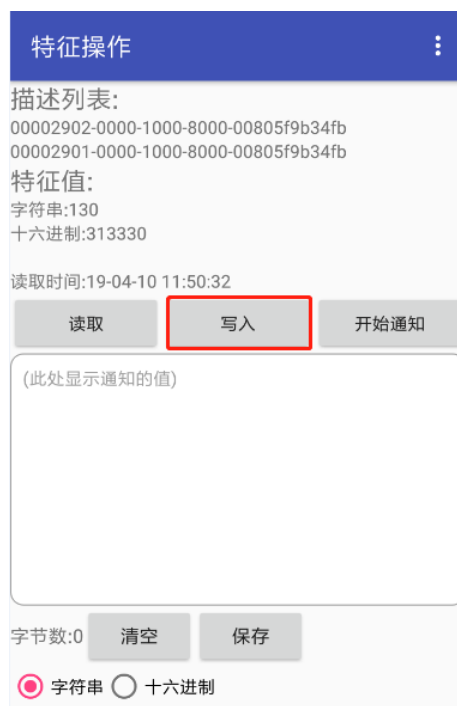 特征操作
描述列表:
00002902-0000-1000-8000-00805f9b34fb
00002901-0000-1000-8000-00805f9b34fb
特征值:
字符串:130
十六进制:313330
读取时间:19-04-10 11:50:32
读取 写入 开始通知
(此处显示通知的值)
字节数:0 清空 保存
字符串 十六进制